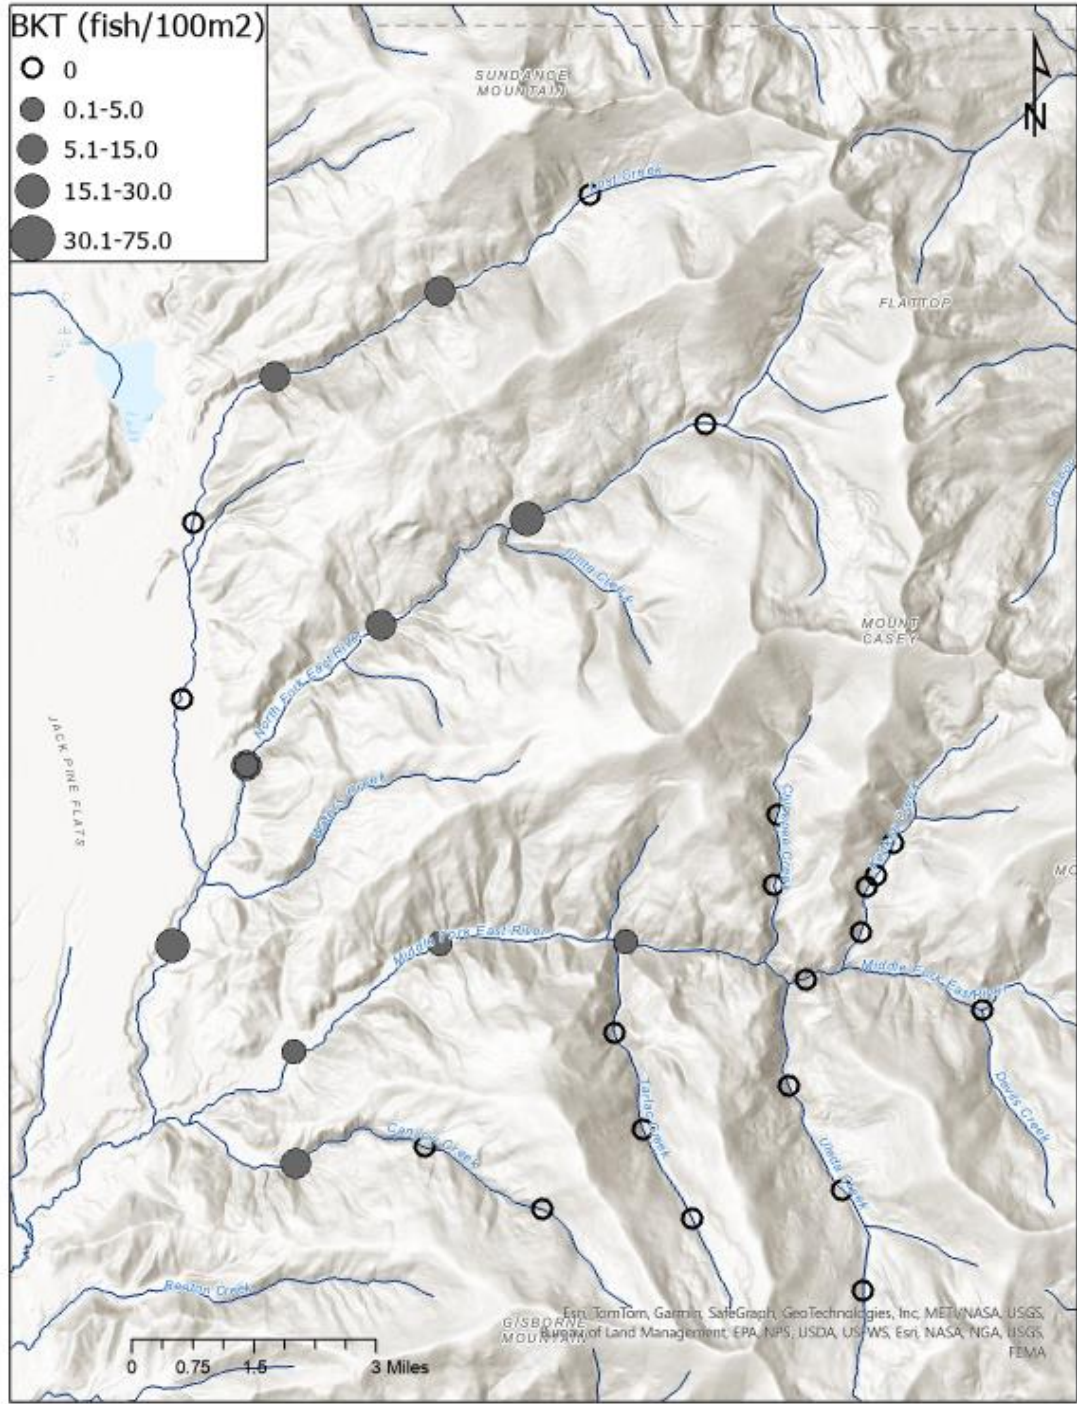 BKT (fish/100m2)
0
0.1-5.0
5.1-15.0
15.1-30.0
30.1-75.0
N
SUNDANCE
MOUNTAIN
Lost Creek
FLATTOP
MOUNT
CASEY
North Fork East River
JACK PINE FLATS
Middle Fork East River
Middle Fork East River
Tarlac Creek
Uleda Creek
Devils Creek
Canyon Creek
GISBORNE
MOUNTAIN
0 0.75 1.5 3 Miles
Esri, TomTom, Garmin, SafeGraph, GeoTechnologies, Inc, METI/NASA, USGS,
Bureau of Land Management, EPA, NPS, USDA, USFWS, Esri, NASA, NGA, USGS,
FEMA